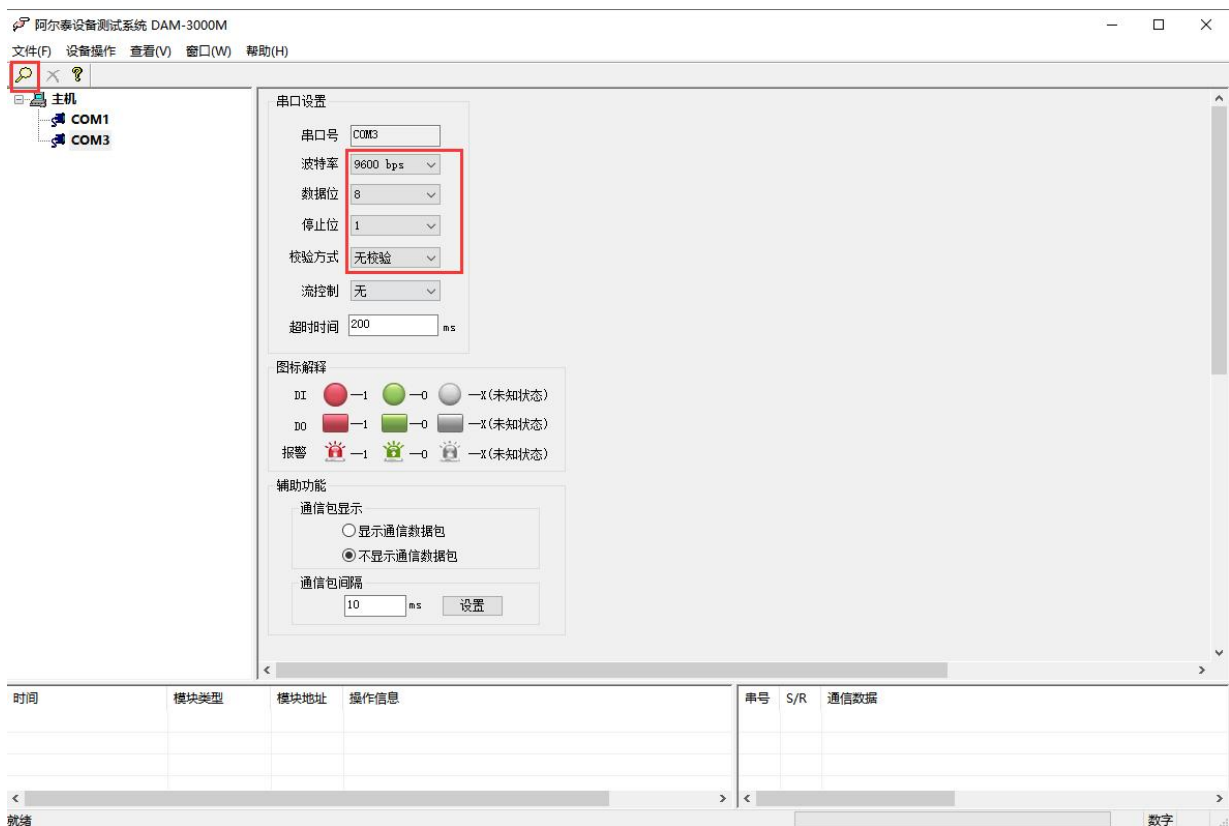 阿尔泰设备测试系统 DAM-3000M
文件(F) 设备操作 查看(V) 窗口(W) 帮助(H)
主机
COM1
COM3
串口设置
串口号 COM3
波特率 9600 bps
数据位 8
停止位 1
校验方式 无校验
流控制 无
超时时间 200 ms
图标解释
DI —1 —0 —X(未知状态)
DO —1 —0 —X(未知状态)
报警 —1 —0 —X(未知状态)
辅助功能
通信包显示
显示通信数据包
不显示通信数据包
通信包间隔
10 ms 设置
时间 模块类型 模块地址 操作信息 串号 S/R 通信数据
就绪 数字